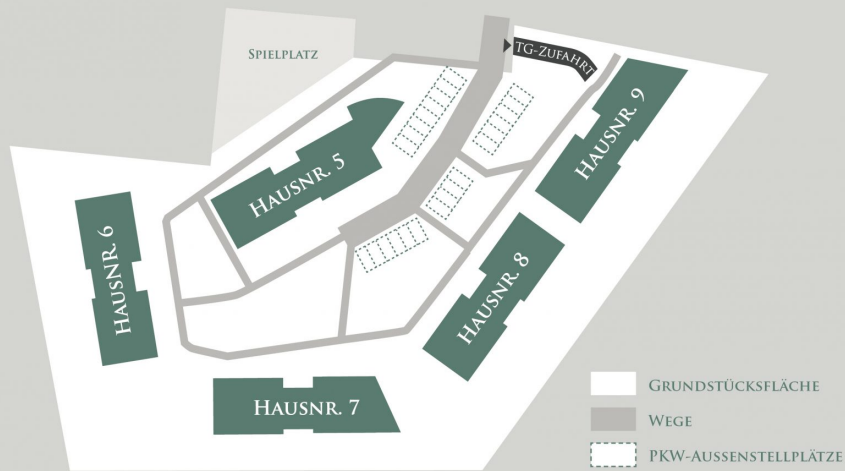 SPIELPLATZ
TG-ZUFAHRT
HAUSNR. 9
HAUSNR. 5
HAUSNR. 6
HAUSNR. 8
HAUSNR. 7
GRUNDSTÜCKSFLÄCHE
WEGE
PKW-AUSSENSTELLPLÄTZE